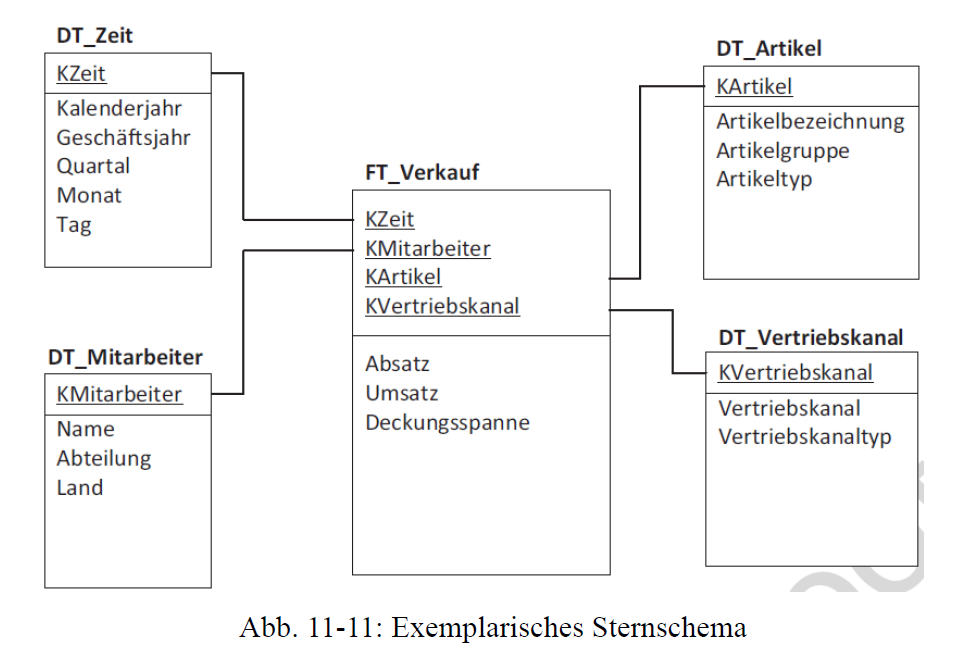 DT_Zeit
KZeit
Kalenderjahr
Geschäftsjahr
Quartal
Monat
Tag
DT_Mitarbeiter
KMitarbeiter
Name
Abteilung
Land
FT_Verkauf
KZeit
KMitarbeiter
KArtikel
KVertriebskanal
Absatz
Umsatz
Deckungsspanne
DT_Artikel
KArtikel
Artikelbezeichnung
Artikelgruppe
Artikeltyp
DT_Vertriebskanal
KVertriebskanal
Vertriebskanal
Vertriebskanaltyp
Abb. 11-11: Exemplarisches Sternschema